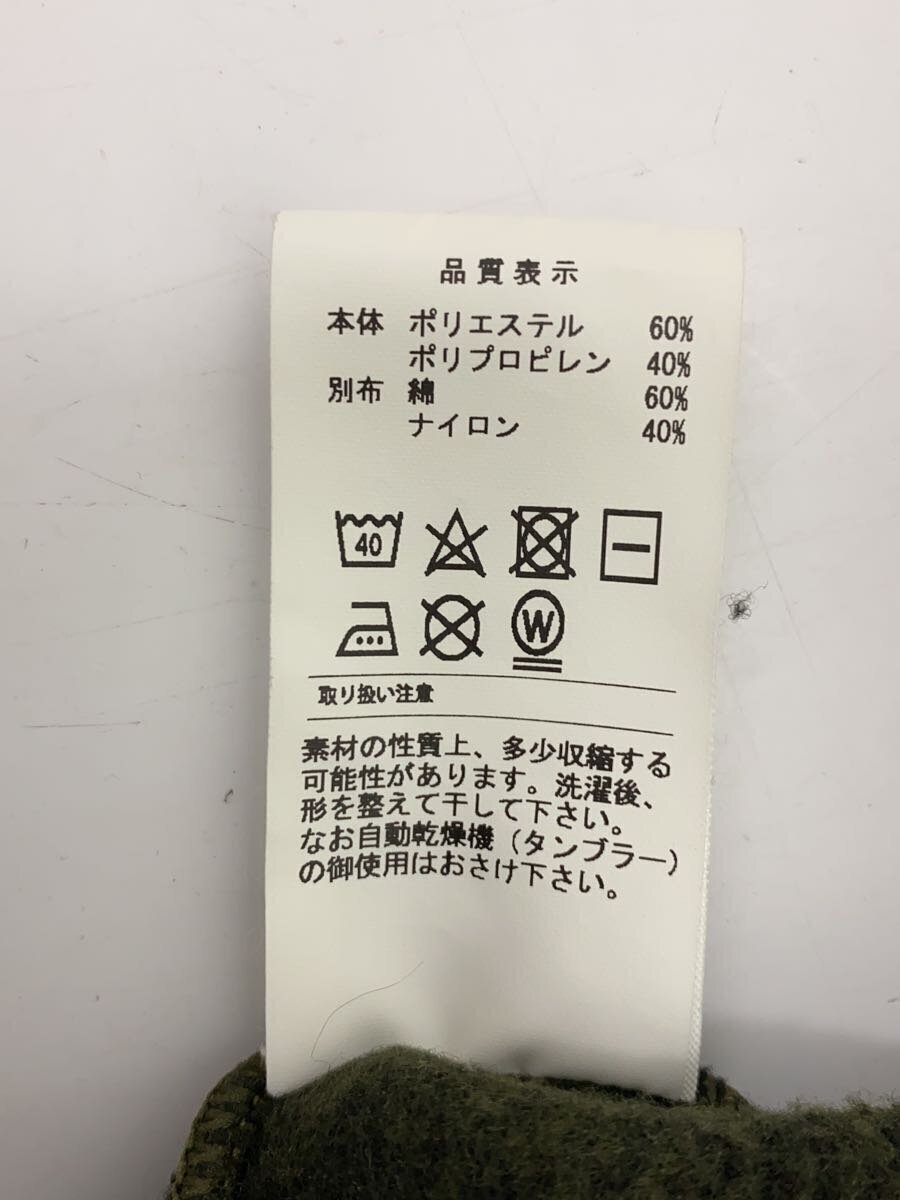 品質表示
本体 ポリエステル 60%
ポリプロピレン 40%
別布 綿 60%
ナイロン 40%
40
W
取り扱い注意
素材の性質上、多少収縮する
可能性があります。洗濯後、
形を整えて干して下さい。
なお自動乾燥機(タンブラー)
の御使用はおさけ下さい。